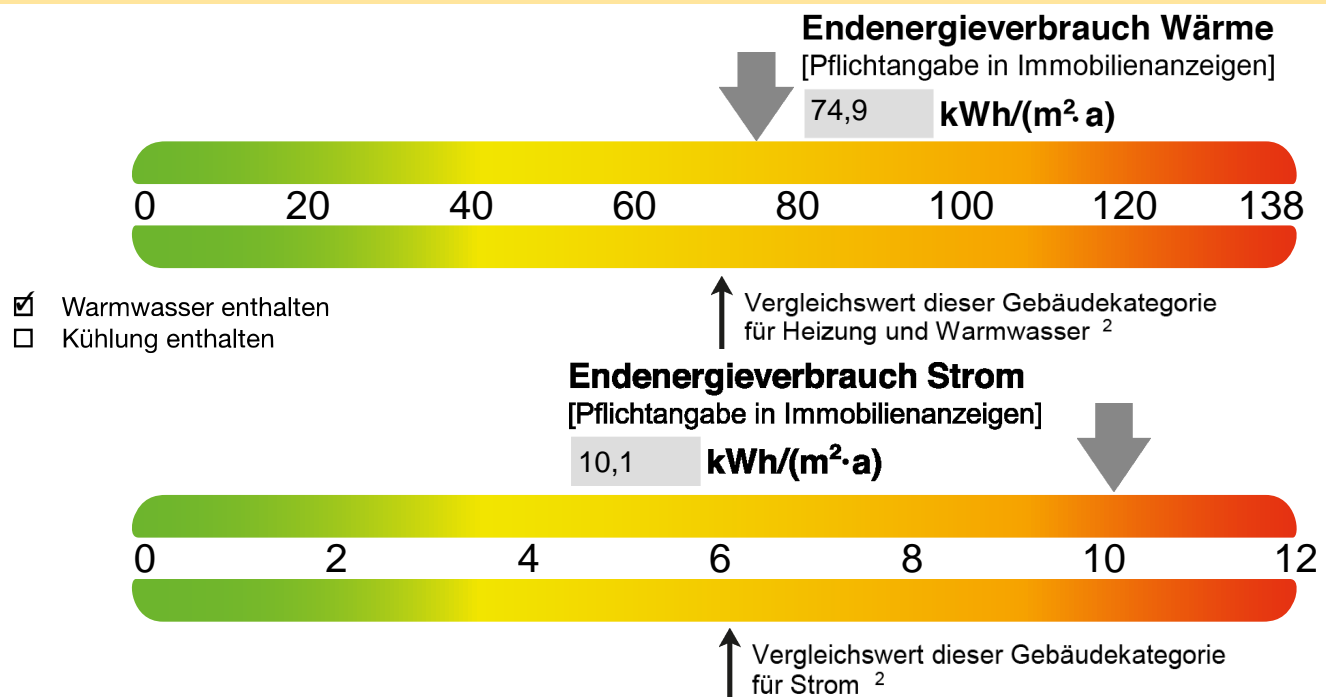 Endenergieverbrauch Wärme
[Pflichtangabe in Immobilienanzeigen]
74,9 kWh/(m²·a)
0 20 40 60 80 100 120 138
☑ Warmwasser enthalten
☐ Kühlung enthalten
Vergleichswert dieser Gebäudekategorie
für Heizung und Warmwasser ²
Endenergieverbrauch Strom
[Pflichtangabe in Immobilienanzeigen]
10,1 kWh/(m²·a)
0 2 4 6 8 10 12
Vergleichswert dieser Gebäudekategorie
für Strom ²